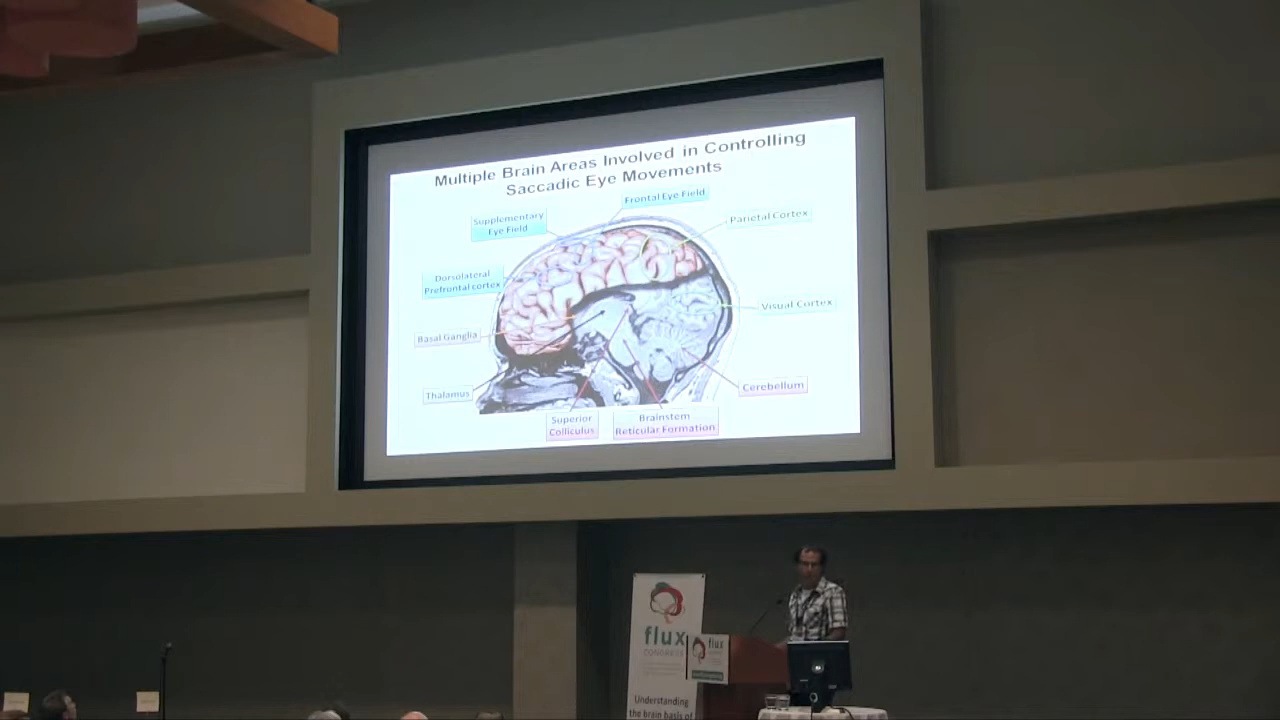 Multiple Brain Areas Involved in Controlling
Saccadic Eye Movements
Frontal Eye Field
Supplementary
Eye Field
Parietal Cortex
Dorsolateral
Prefrontal cortex
Visual Cortex
Basal Ganglia
Thalamus
Cerebellum
Superior
Colliculus
Brainstem
Reticular Formation
flux
CONGRESS
flux
Understanding
the brain basis of